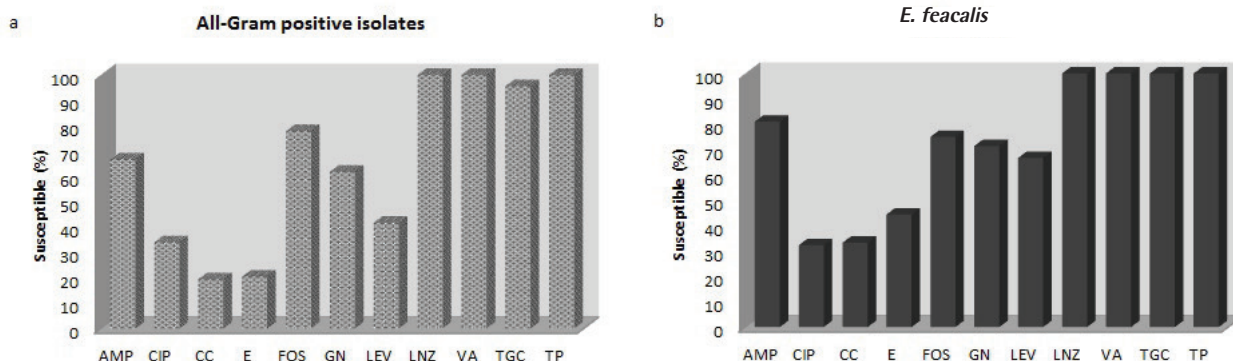 a
All-Gram positive isolates
Susceptible (%)
100
90
80
70
60
50
40
30
20
10
0
AMP CIP CC E FOS GN LEV LNZ VA TGC TP
b
E. feacalis
Susceptible (%)
100
90
80
70
60
50
40
30
20
10
0
AMP CIP CC E FOS GN LEV LNZ VA TGC TP